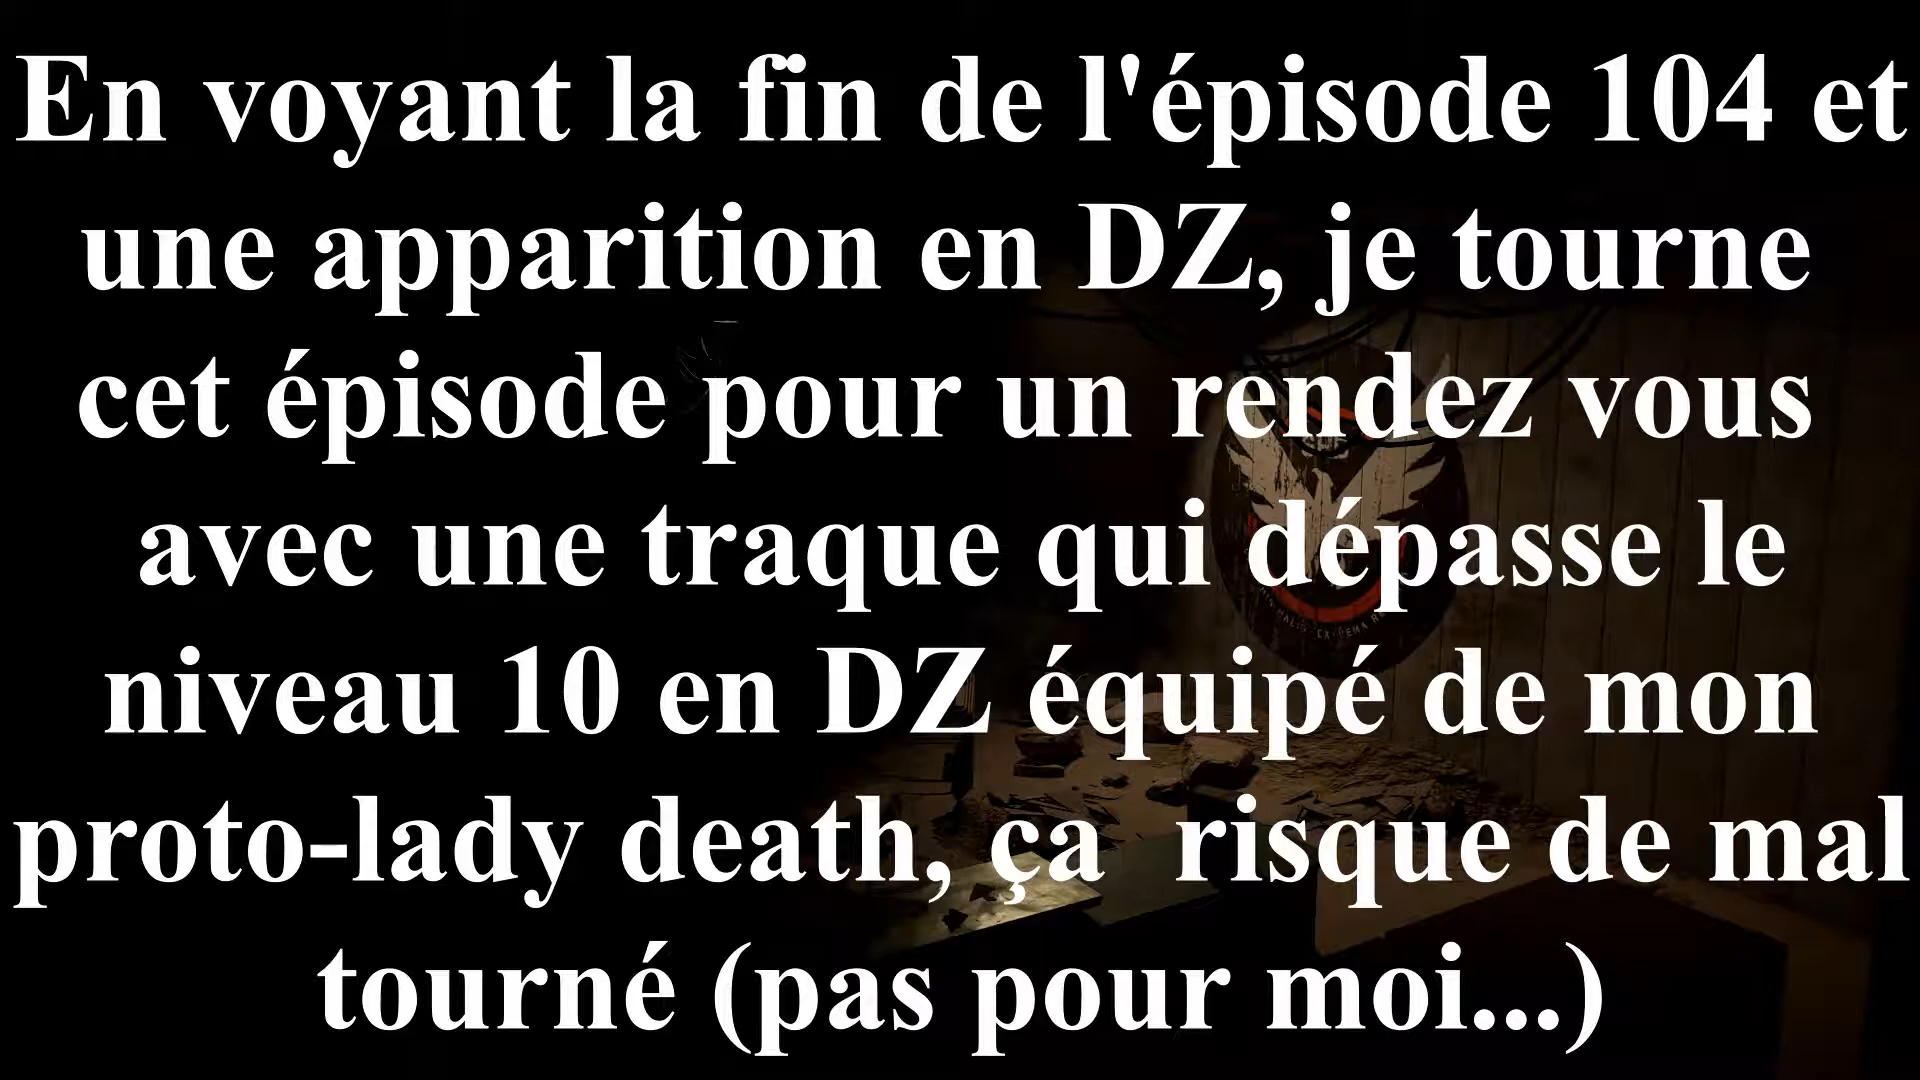 En voyant la fin de l'épisode 104 et
une apparition en DZ, je tourne
cet épisode pour un rendez vous
avec une traque qui dépasse le
niveau 10 en DZ équipé de mon
proto-lady death, ça  risque de mal
tourné (pas pour moi...)